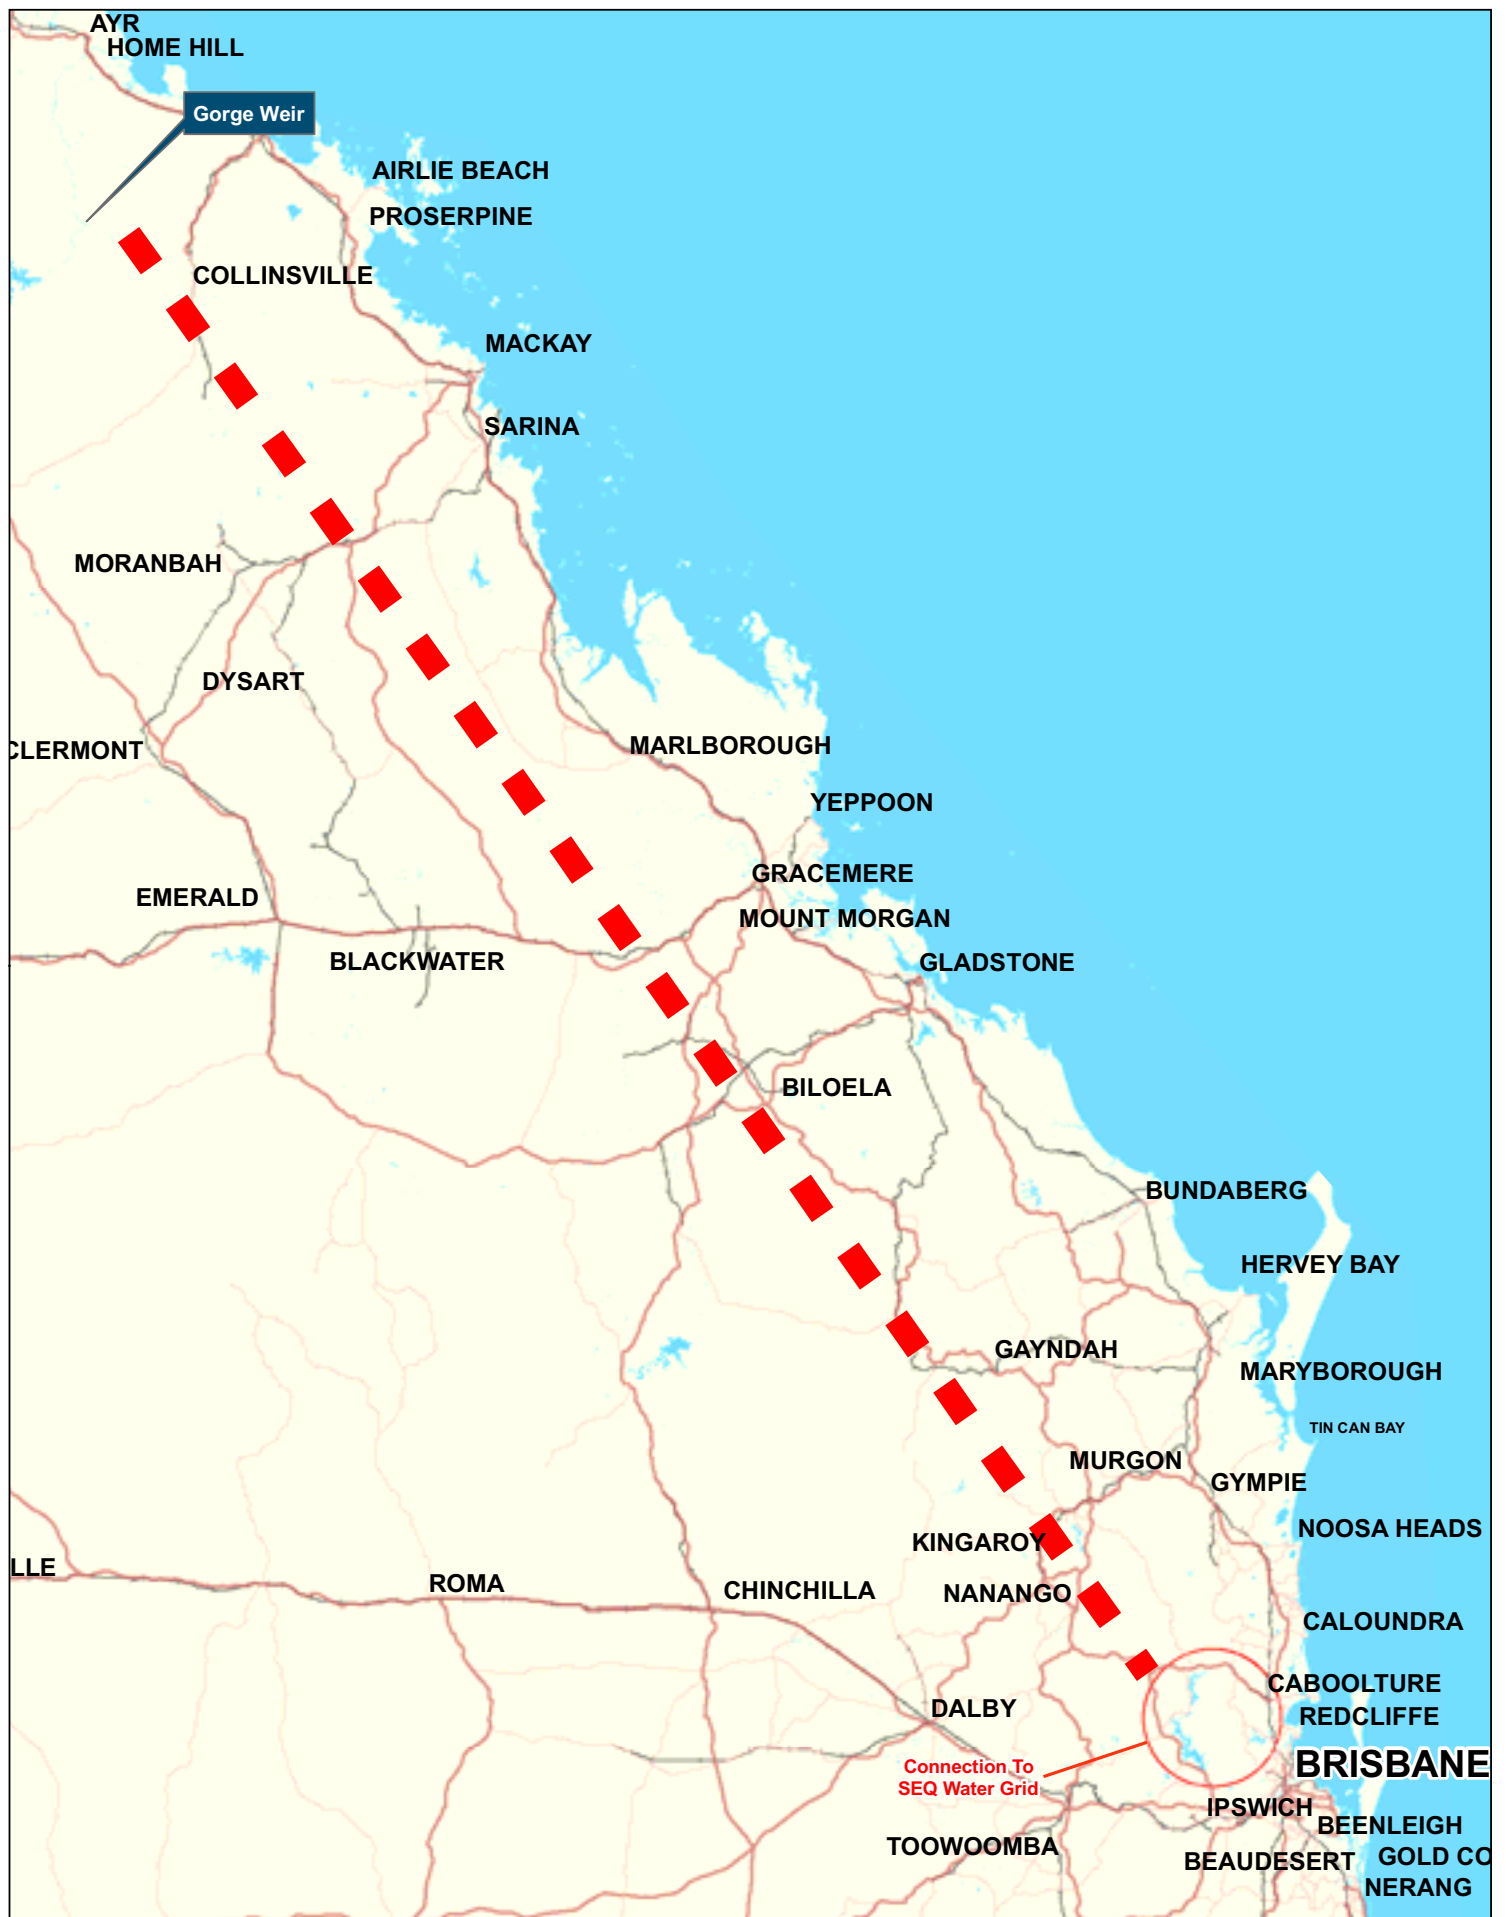 AYR
HOME HILL
Gorge Weir
AIRLIE BEACH
PROSERPINE
COLLINSVILLE
MACKAY
SARINA
MORANBAH
DYSART
MARLBOROUGH
CLERMONT
YEPPOON
GRACEMERE
EMERALD
MOUNT MORGAN
BLACKWATER
GLADSTONE
BILOELA
BUNDABERG
HERVEY BAY
GAYNDAH
MARYBOROUGH
TIN CAN BAY
MURGON
GYMPIE
NOOSA HEADS
KINGAROY
LLE
ROMA
CHINCHILLA
NANANGO
CALOUNDRA
CABOOLTURE
DALBY
REDCLIFFE
Connection To
SEQ Water Grid
BRISBANE
IPSWICH
BEENLEIGH
TOOWOOMBA
BEAUDESERT
GOLD CO
NERANG